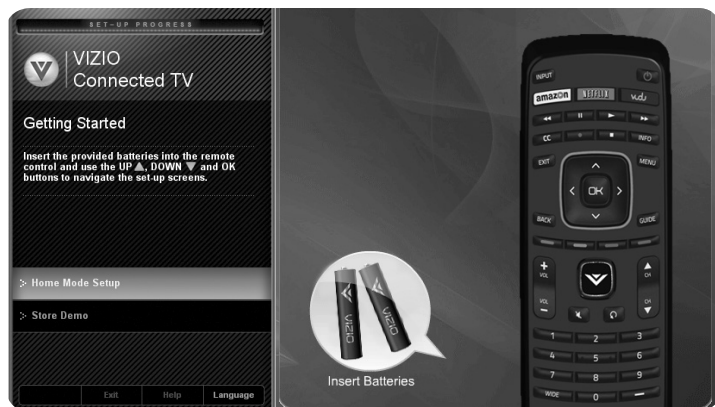 SET-UP PROGRESS
VIZIO
Connected TV
Getting Started
Insert the provided batteries into the remote
control and use the UP ▲, DOWN ▼ and OK
buttons to navigate the set-up screens.
Home Mode Setup
Store Demo
Exit Help Language
VIZIO VIZIO
Insert Batteries
INPUT
amazon NETFLIX vudu
CC INFO
EXIT MENU
OK
BACK GUIDE
+ VOL CH
VOL CH
1 2 3
4 5 6
7 8 9
WIDE 0 —